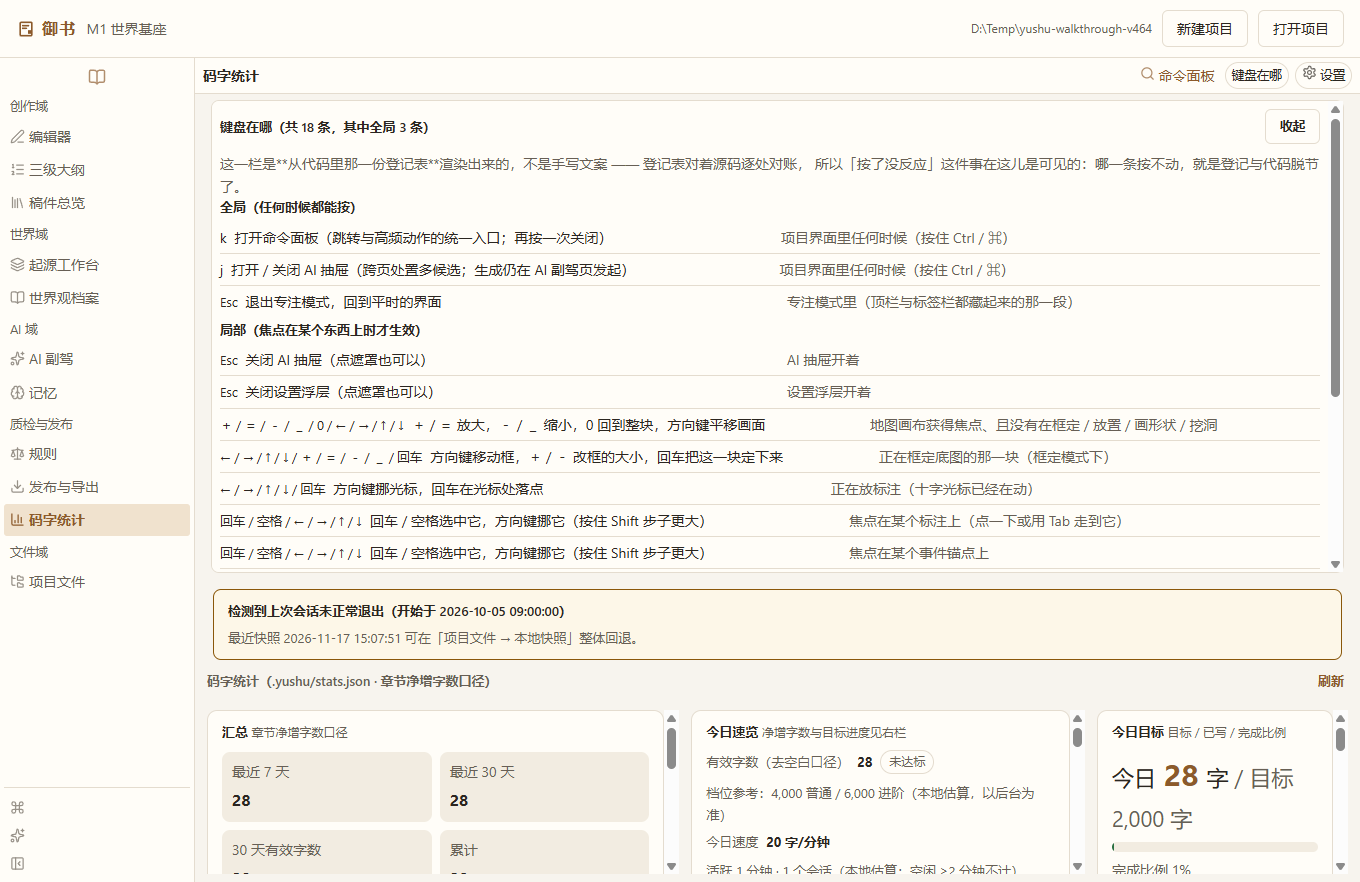 御书 M1 世界基座
D:\Temp\yushu-walkthrough-v464 新建项目 打开项目
码字统计
命令面板 键盘在哪 设置
创作域
编辑器
三级大纲
稿件总览
世界域
起源工作台
世界观档案
AI 域
AI 副驾
记忆
质检与发布
规则
发布与导出
码字统计
文件域
项目文件
键盘在哪（共 18 条，其中全局 3 条）
收起
这一栏是**从代码里那一份登记表**渲染出来的，不是手写文案 —— 登记表对着源码逐处对账， 所以「按了没反应」这件事在这儿是可见的：哪一条按不动，就是登记与代码脱节
了。
全局（任何时候都能按）
k 打开命令面板（跳转与高频动作的统一入口；再按一次关闭） 项目界面里任何时候（按住 Ctrl / ⌘）
j 打开 / 关闭 AI 抽屉（跨页处置多候选；生成仍在 AI 副驾页发起） 项目界面里任何时候（按住 Ctrl / ⌘）
Esc 退出专注模式，回到平时的界面 专注模式里（顶栏与标签栏都藏起来的那一段）
局部（焦点在某个东西上时才生效）
Esc 关闭 AI 抽屉（点遮罩也可以） AI 抽屉开着
Esc 关闭设置浮层（点遮罩也可以） 设置浮层开着
+ / = / - / _ / 0 / ← / → / ↑ / ↓ + / = 放大， - / _ 缩小，0 回到整块，方向键平移画面 地图画布获得焦点、且没有在框定 / 放置 / 画形状 / 挖洞
← / → / ↑ / ↓ / + / = / - / _ / 回车 方向键移动框， + / - 改框的大小，回车把这一块定下来 正在框定底图的那一块（框定模式下）
← / → / ↑ / ↓ / 回车 方向键挪光标，回车在光标处落点 正在放标注（十字光标已经在动）
回车 / 空格 / ← / → / ↑ / ↓ 回车 / 空格选中它，方向键挪它（按住 Shift 步子更大） 焦点在某个标注上（点一下或用 Tab 走到它）
回车 / 空格 / ← / → / ↑ / ↓ 回车 / 空格选中它，方向键挪它（按住 Shift 步子更大） 焦点在某个事件锚点上
检测到上次会话未正常退出（开始于 2026-10-05 09:00:00）
最近快照 2026-11-17 15:07:51 可在「项目文件 → 本地快照」整体回退。
码字统计（.yushu/stats.json · 章节净增字数口径） 刷新
汇总 章节净增字数口径
最近 7 天
28
最近 30 天
28
30 天有效字数
累计
今日速览 净增字数与目标进度见右栏
有效字数（去空白口径） 28 未达标
档位参考：4,000 普通 / 6,000 进阶（本地估算，以后台为
准）
今日速度 20 字/分钟
活跃 1 分钟 · 1 个会话（本地估算；空闲 >2 分钟不计）
今日目标 目标 / 已写 / 完成比例
今日 28 字 / 目标
2,000 字
完成比例 1%